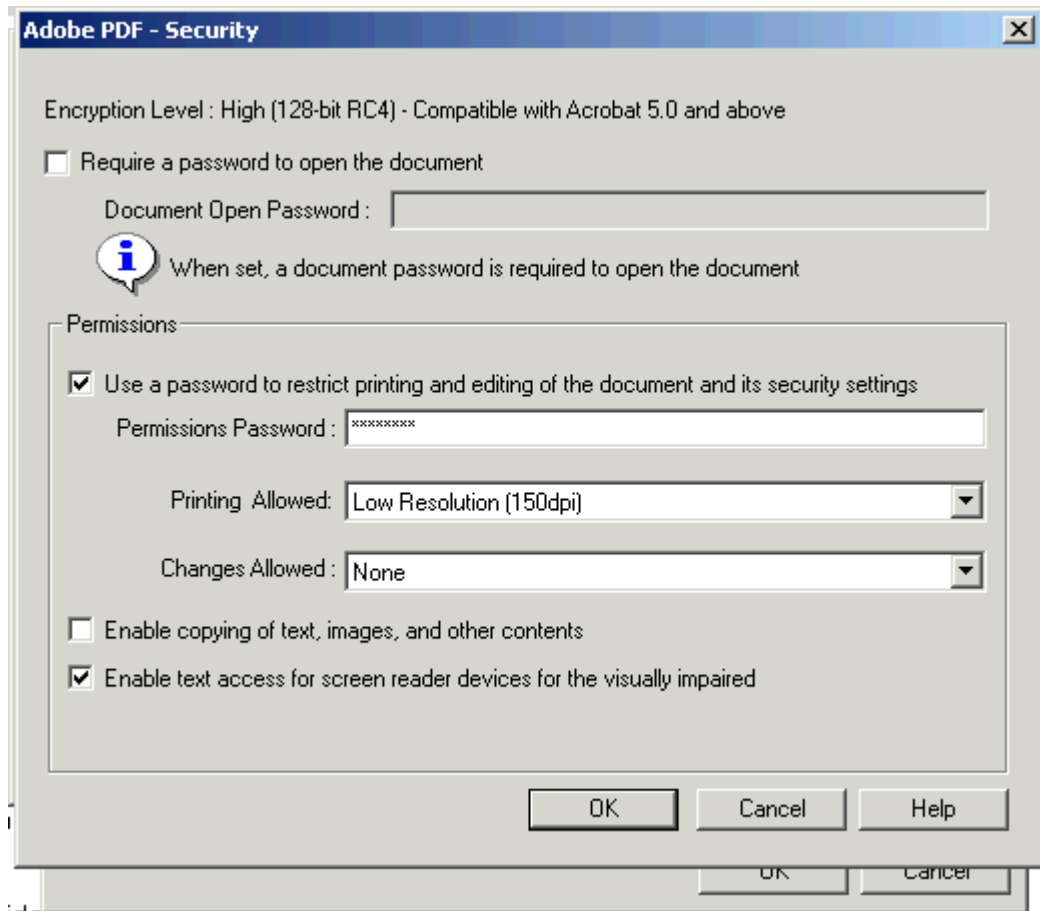 Adobe PDF - Security
Encryption Level : High (128-bit RC4) - Compatible with Acrobat 5.0 and above
Require a password to open the document
Document Open Password :
When set, a document password is required to open the document
Permissions
Use a password to restrict printing and editing of the document and its security settings
Permissions Password : ********
Printing Allowed: Low Resolution (150dpi)
Changes Allowed : None
Enable copying of text, images, and other contents
Enable text access for screen reader devices for the visually impaired
OK Cancel Help
OK Cancel